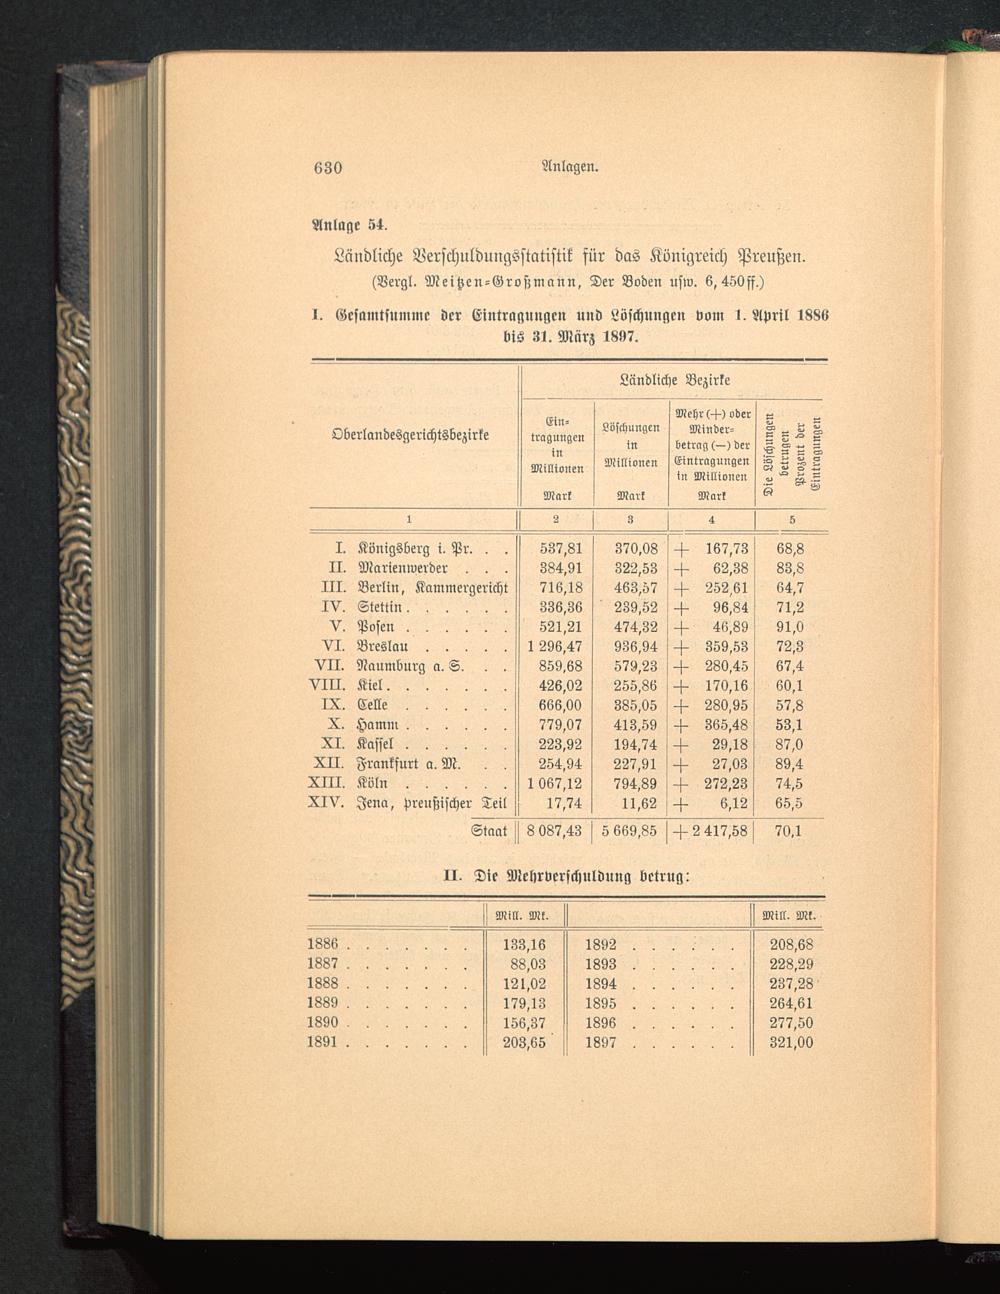 630 Anlagen.
Anlage 54.
Ländliche Verschuldungsstatistik für das Königreich Preußen.
(Vergl. Meitzen-Großmann, Der Boden usw. 6, 450 ff.)
I. Gesamtsumme der Eintragungen und Löschungen vom 1. April 1886
bis 31. März 1897.
Oberlandesgerichtsbezirke
Ländliche Bezirke
Ein-
tragungen
in
Millionen
Mark
Löschungen
in
Millionen
Mark
Mehr (+) oder
Minder-
betrag (—) der
Eintragungen
in Millionen
Mark
Die Löschungen
betrugen
Prozent der
Eintragungen
1 2 3 4 5
I. Königsberg i. Pr. . . 537,81 370,08 + 167,73 68,8
II. Marienwerder . . . 384,91 322,53 + 62,38 83,8
III. Berlin, Kammergericht 716,18 463,57 + 252,61 64,7
IV. Stettin . . . . . . 336,36 239,52 + 96,84 71,2
V. Posen . . . . . . 521,21 474,32 + 46,89 91,0
VI. Breslau . . . . . 1 296,47 936,94 + 359,53 72,3
VII. Naumburg a. S. . . 859,68 579,23 + 280,45 67,4
VIII. Kiel . . . . . . . 426,02 255,86 + 170,16 60,1
IX. Celle . . . . . . 666,00 385,05 + 280,95 57,8
X. Hamm . . . . . . 779,07 413,59 + 365,48 53,1
XI. Kassel . . . . . . 223,92 194,74 + 29,18 87,0
XII. Frankfurt a. M. . . 254,94 227,91 + 27,03 89,4
XIII. Köln . . . . . . 1 067,12 794,89 + 272,23 74,5
XIV. Jena, preußischer Teil 17,74 11,62 + 6,12 65,5
Staat 8 087,43 5 669,85 + 2 417,58 70,1
II. Die Mehrverschuldung betrug:
Mill. Mk. Mill. Mk.
1886 . . . . . . . 133,16 1892 . . . . . . 208,68
1887 . . . . . . . 88,03 1893 . . . . . . 228,29
1888 . . . . . . . 121,02 1894 . . . . . . 237,28
1889 . . . . . . . 179,13 1895 . . . . . . 264,61
1890 . . . . . . . 156,37 1896 . . . . . . 277,50
1891 . . . . . . . 203,65 1897 . . . . . . 321,00